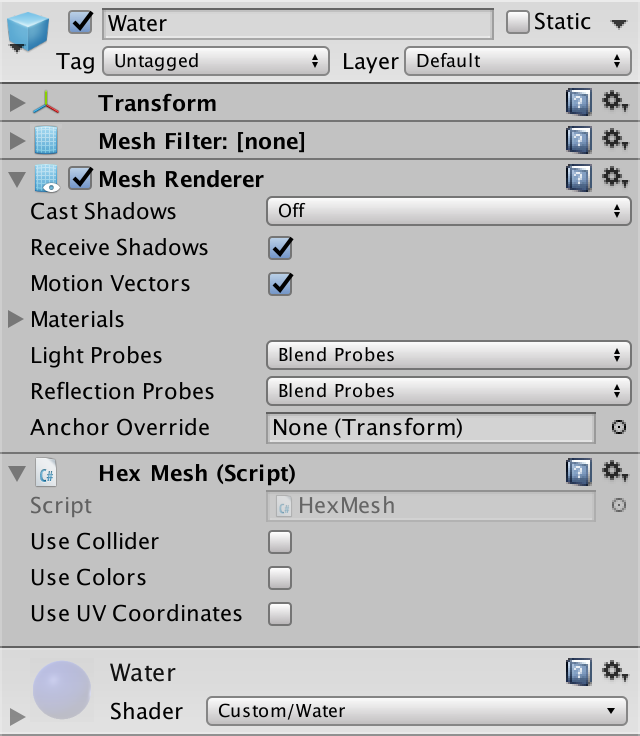 Water Static
Tag Untagged Layer Default
Transform
Mesh Filter: [none]
Mesh Renderer
Cast Shadows Off
Receive Shadows
Motion Vectors
Materials
Light Probes Blend Probes
Reflection Probes Blend Probes
Anchor Override None (Transform)
C# Hex Mesh (Script)
Script C# HexMesh
Use Collider
Use Colors
Use UV Coordinates
Water
Shader Custom/Water